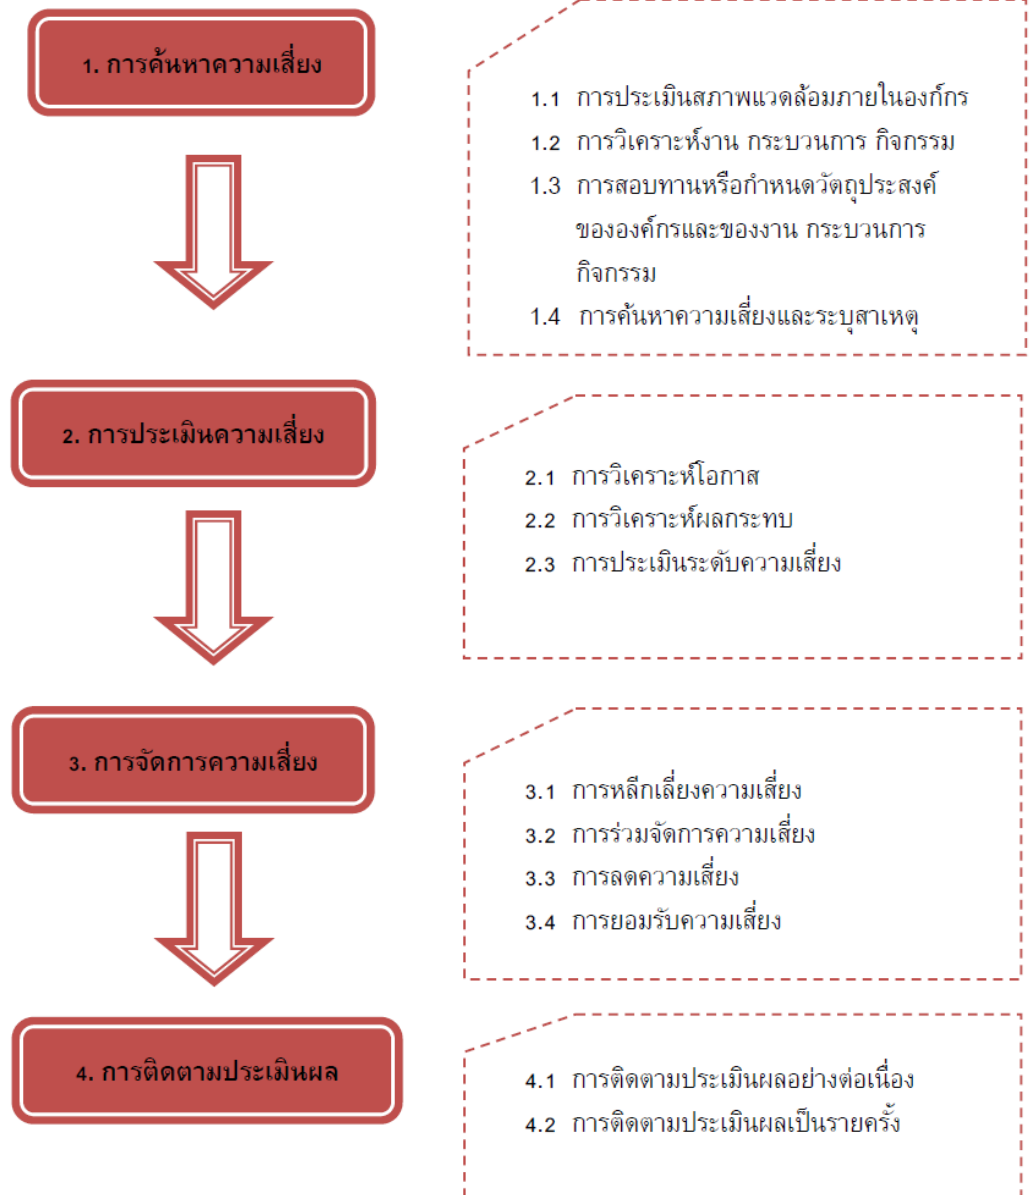 1. การค้นหาความเสี่ยง
1.1 การประเมินสภาพแวดล้อมภายในองก์กร
1.2 การวิเคราะห์งาน กระบวนการ กิจกรรม
1.3 การสอบทานหรือกำหนดวัตถุประสงค์
ขององค์กรและของงาน กระบวนการ
กิจกรรม
1.4 การค้นหาความเสี่ยงและระบุสาเหตุ
2. การประเมินความเสี่ยง
2.1 การวิเคราะห์โอกาส
2.2 การวิเคราะห์ผลกระทบ
2.3 การประเมินระดับความเสี่ยง
3. การจัดการความเสี่ยง
3.1 การหลีกเลี่ยงความเสี่ยง
3.2 การร่วมจัดการความเสี่ยง
3.3 การลดความเสี่ยง
3.4 การยอมรับความเสี่ยง
4. การติดตามประเมินผล
4.1 การติดตามประเมินผลอย่างต่อเนื่อง
4.2 การติดตามประเมินผลเป็นรายครั้ง